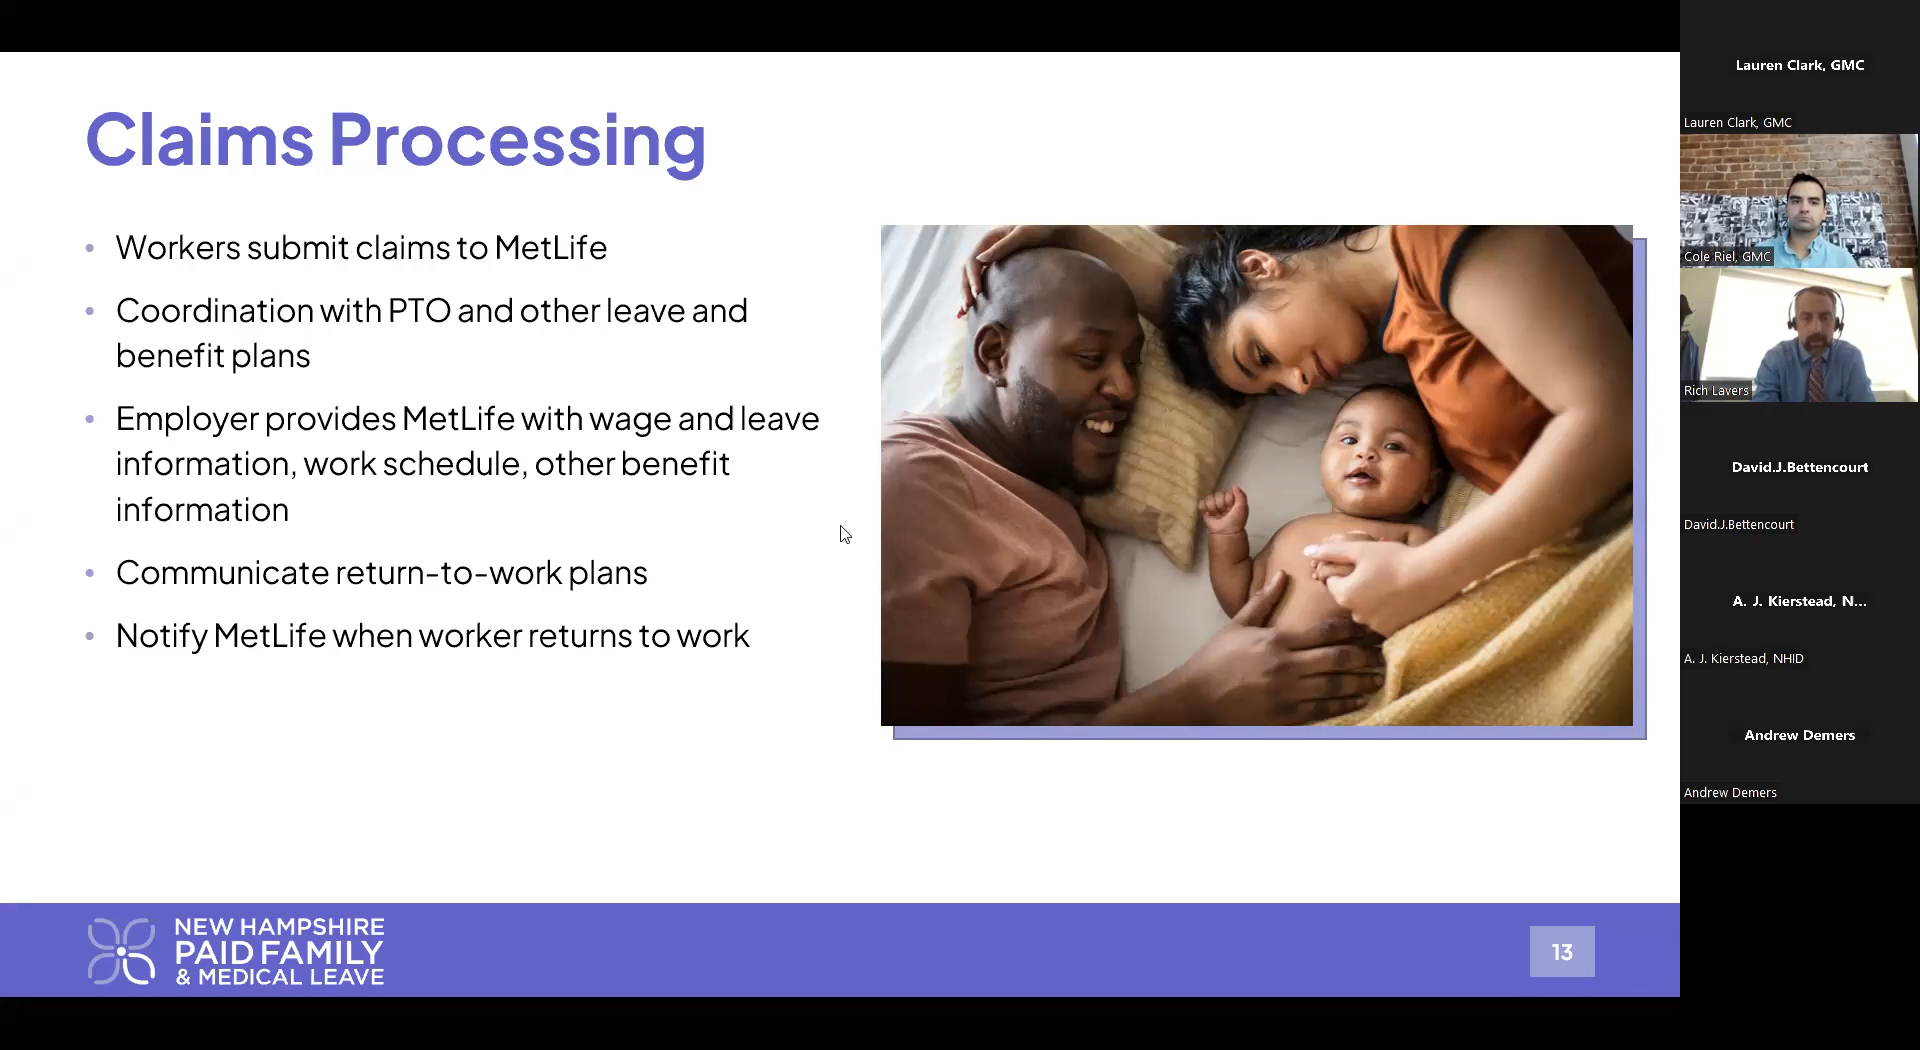 Claims Processing
• Workers submit claims to MetLife
• Coordination with PTO and other leave and
benefit plans
• Employer provides MetLife with wage and leave
information, work schedule, other benefit
information
• Communicate return-to-work plans
• Notify MetLife when worker returns to work
NEW HAMPSHIRE
PAID FAMILY
& MEDICAL LEAVE
13
Lauren Clark, GMC
Lauren Clark, GMC
Cole Riel, GMC
Rich Lavers
David.J.Bettencourt
David.J.Bettencourt
A. J. Kierstead, N...
A. J. Kierstead, NHID
Andrew Demers
Andrew Demers